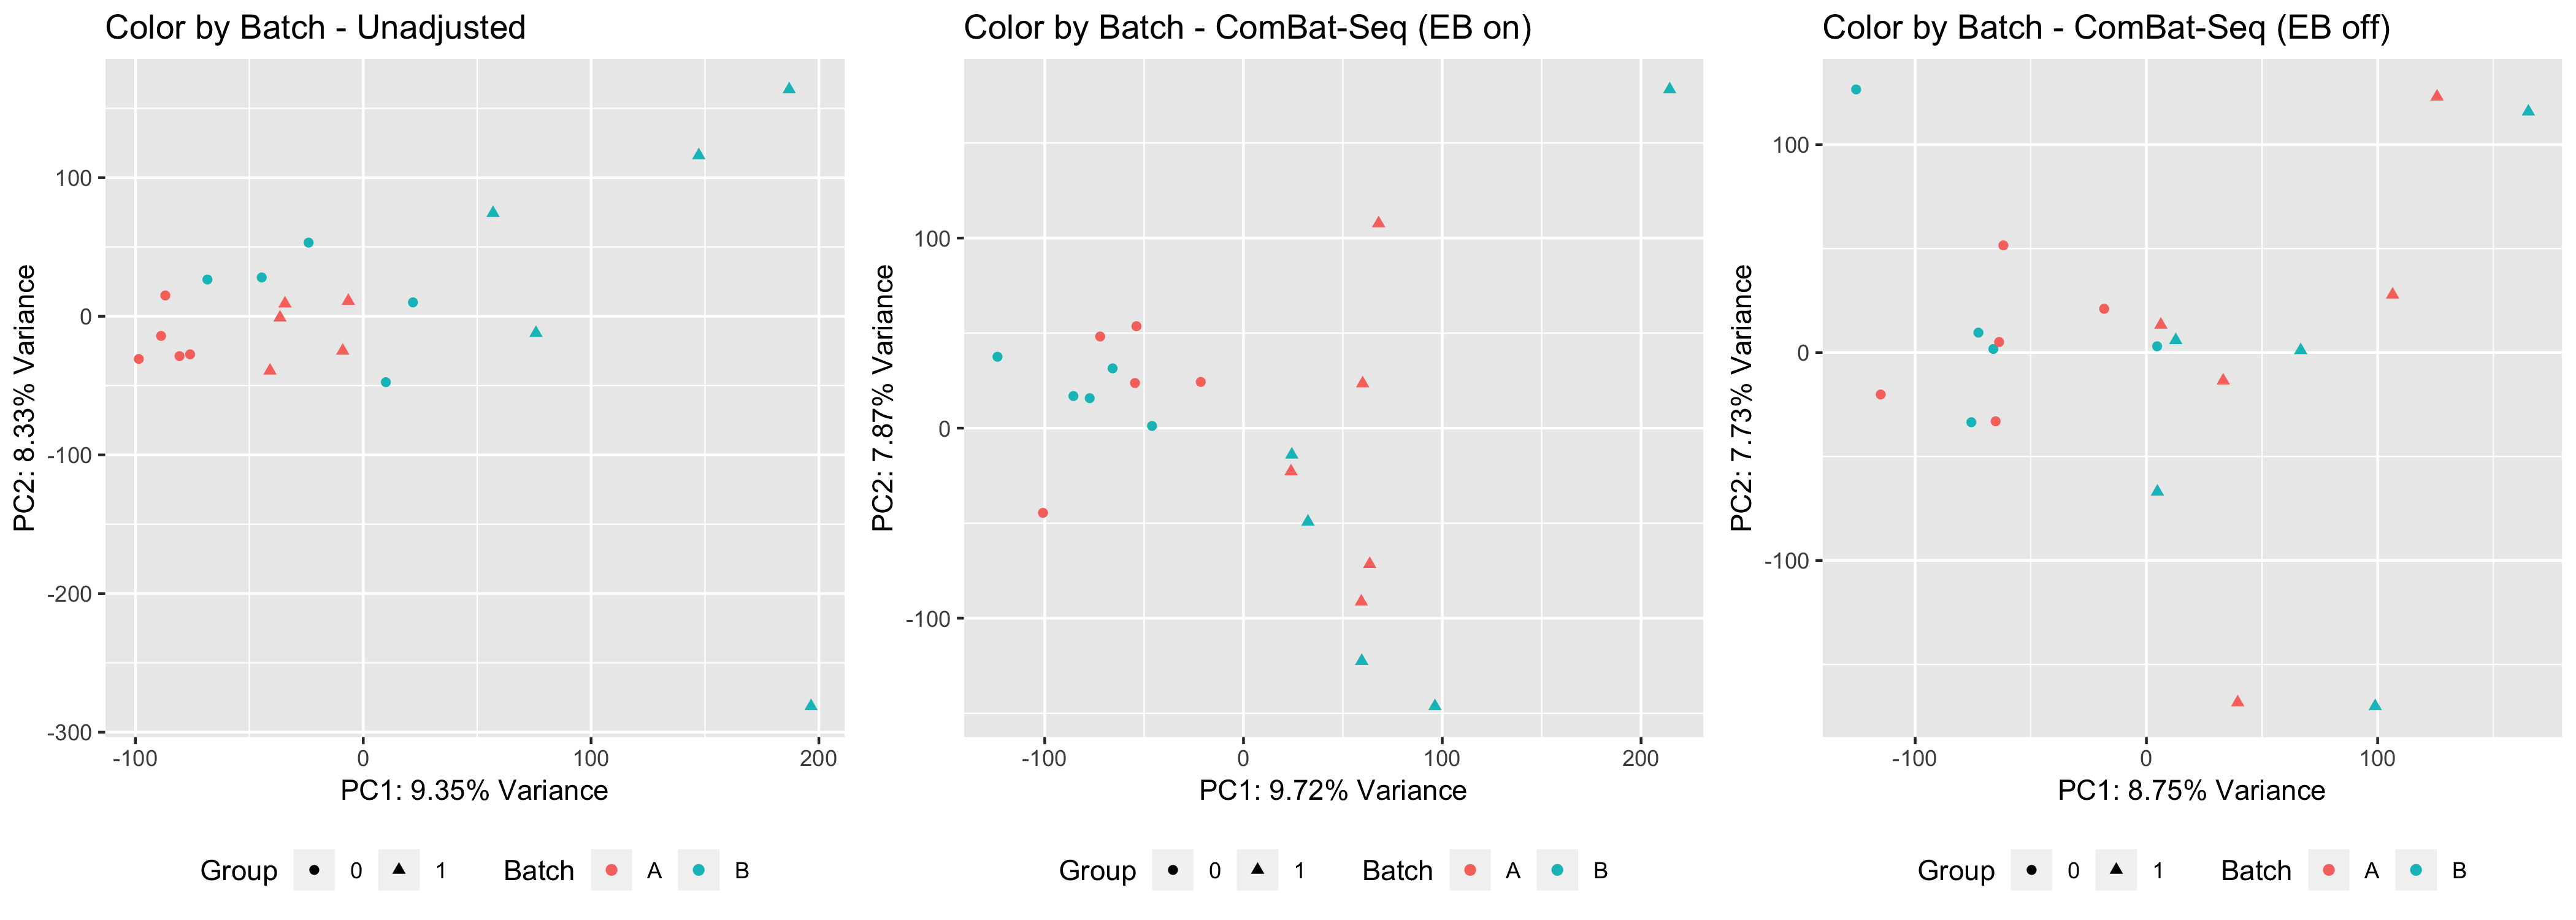 Color by Batch - Unadjusted
PC2: 8.33% Variance
100
0
-100
-200
-300
-100 0 100 200
PC1: 9.35% Variance
Group 0 1 Batch A B
Color by Batch - ComBat-Seq (EB on)
PC2: 7.87% Variance
100
0
-100
-100 0 100 200
PC1: 9.72% Variance
Group 0 1 Batch A B
Color by Batch - ComBat-Seq (EB off)
PC2: 7.73% Variance
100
0
-100
-100 0 100
PC1: 8.75% Variance
Group 0 1 Batch A B